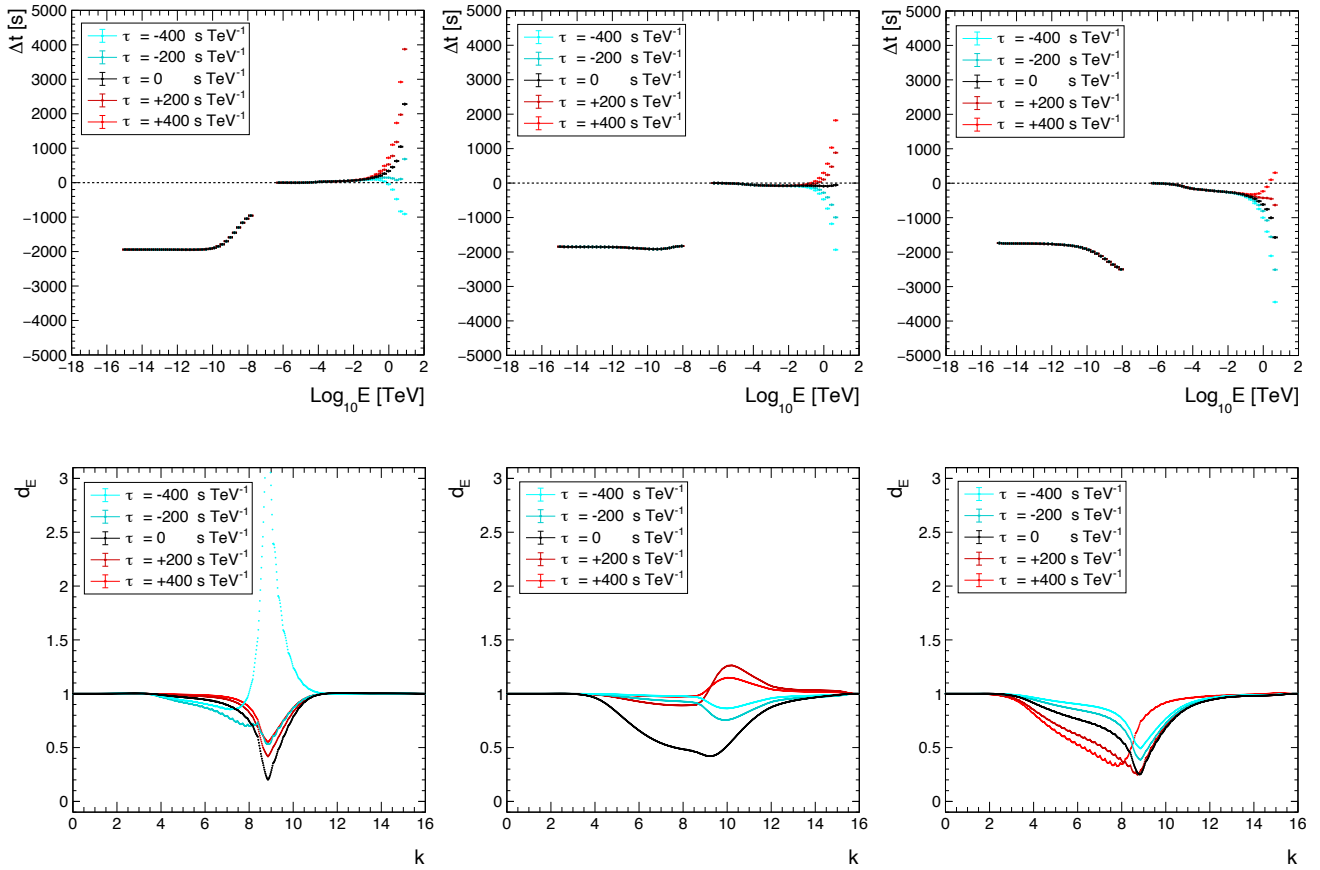 Δt [s]
5000
4000
3000
2000
1000
0
−1000
−2000
−3000
−4000
−5000
τ = -400 s TeV-1
τ = -200 s TeV-1
τ = 0 s TeV-1
τ = +200 s TeV-1
τ = +400 s TeV-1
−18 −16 −14 −12 −10 −8 −6 −4 −2 0 2
Log10E [TeV]
Δt [s]
5000
4000
3000
2000
1000
0
−1000
−2000
−3000
−4000
−5000
τ = -400 s TeV-1
τ = -200 s TeV-1
τ = 0 s TeV-1
τ = +200 s TeV-1
τ = +400 s TeV-1
−18 −16 −14 −12 −10 −8 −6 −4 −2 0 2
Log10E [TeV]
Δt [s]
5000
4000
3000
2000
1000
0
−1000
−2000
−3000
−4000
−5000
τ = -400 s TeV-1
τ = -200 s TeV-1
τ = 0 s TeV-1
τ = +200 s TeV-1
τ = +400 s TeV-1
−18 −16 −14 −12 −10 −8 −6 −4 −2 0 2
Log10E [TeV]
dE
3
2.5
2
1.5
1
0.5
0
τ = -400 s TeV-1
τ = -200 s TeV-1
τ = 0 s TeV-1
τ = +200 s TeV-1
τ = +400 s TeV-1
0 2 4 6 8 10 12 14 16
k
dE
3
2.5
2
1.5
1
0.5
0
τ = -400 s TeV-1
τ = -200 s TeV-1
τ = 0 s TeV-1
τ = +200 s TeV-1
τ = +400 s TeV-1
0 2 4 6 8 10 12 14 16
k
dE
3
2.5
2
1.5
1
0.5
0
τ = -400 s TeV-1
τ = -200 s TeV-1
τ = 0 s TeV-1
τ = +200 s TeV-1
τ = +400 s TeV-1
0 2 4 6 8 10 12 14 16
k